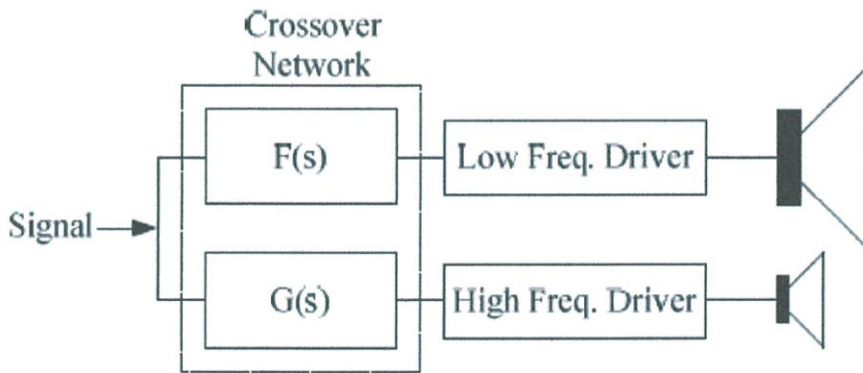 Crossover
Network
F(s)
Low Freq. Driver
Signal
G(s)
High Freq. Driver